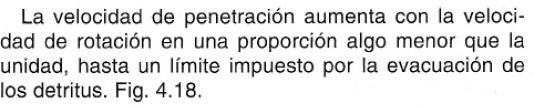 La velocidad de penetración aumenta con la veloci-
dad de rotación en una proporción algo menor que la
unidad, hasta un límite impuesto por la evacuación de
los detritus. Fig. 4.18.